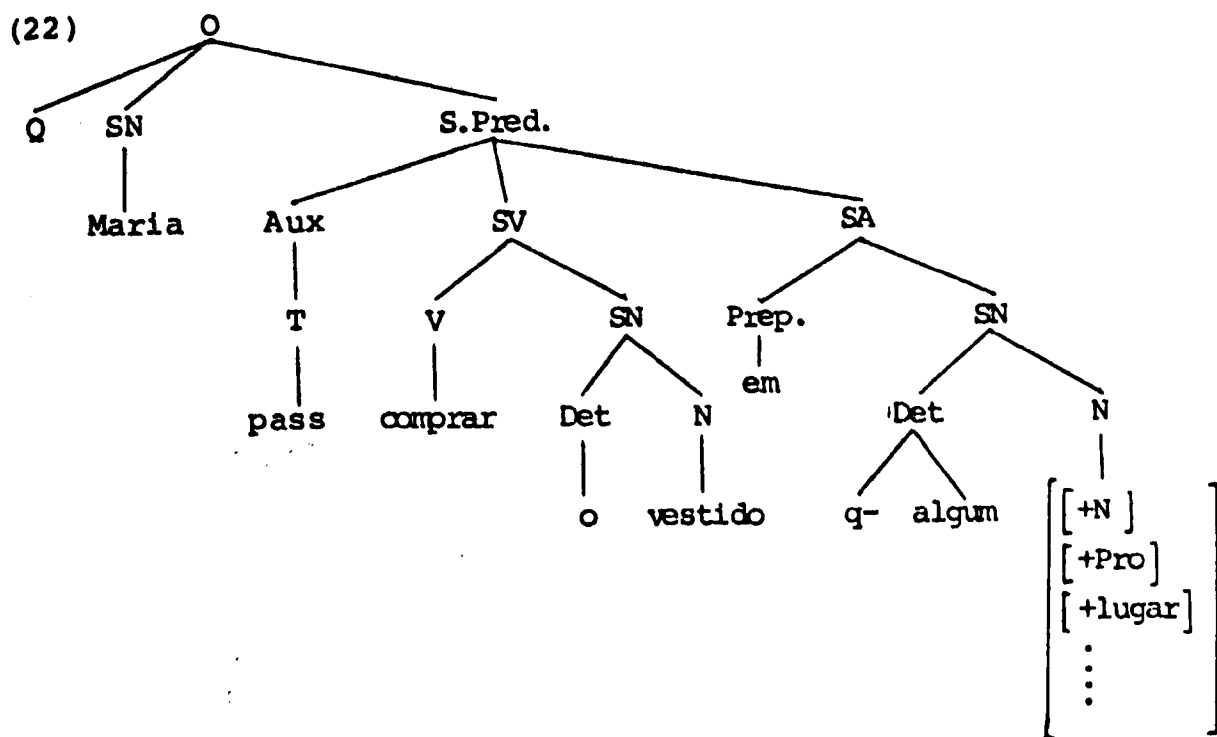 (22) O
Q SN S.Pred.
Maria Aux SV SA
T V SN Prep. SN
em
pass comprar Det N Det N
o vestido q- algum [+N]
[+Pro]
[+lugar]